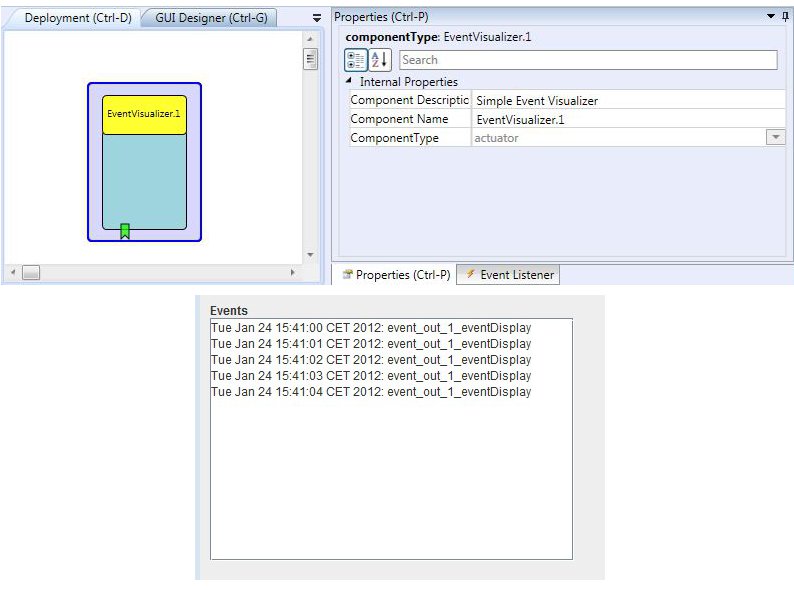 Deployment (Ctrl-D)
GUI Designer (Ctrl-G)
EventVisualizer.1
Properties (Ctrl-P)
componentType: EventVisualizer.1
A Z
Search
Internal Properties
Component Descriptic Simple Event Visualizer
Component Name EventVisualizer.1
ComponentType actuator
Properties (Ctrl-P)
Event Listener
Events
Tue Jan 24 15:41:00 CET 2012: event_out_1_eventDisplay
Tue Jan 24 15:41:01 CET 2012: event_out_1_eventDisplay
Tue Jan 24 15:41:02 CET 2012: event_out_1_eventDisplay
Tue Jan 24 15:41:03 CET 2012: event_out_1_eventDisplay
Tue Jan 24 15:41:04 CET 2012: event_out_1_eventDisplay